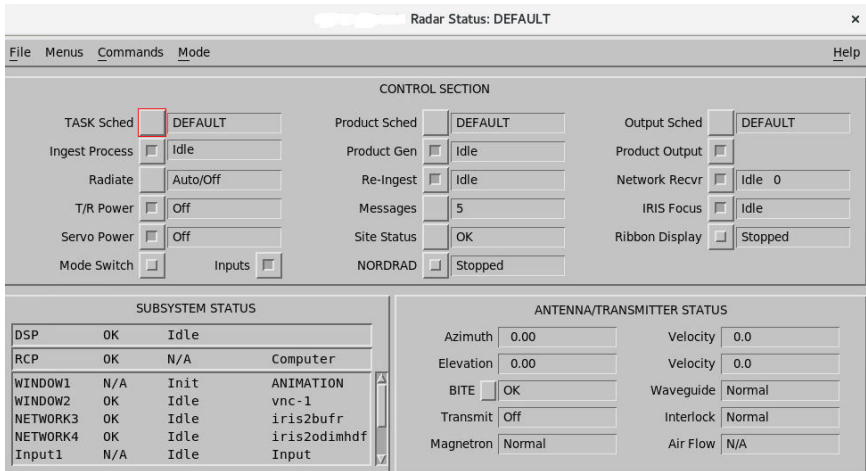 Radar Status: DEFAULT ×
File Menus Commands Mode Help
CONTROL SECTION
TASK Sched DEFAULT Product Sched DEFAULT Output Sched DEFAULT
Ingest Process Idle Product Gen Idle Product Output
Radiate Auto/Off Re-Ingest Idle Network Recvr Idle 0
T/R Power Off Messages 5 IRIS Focus Idle
Servo Power Off Site Status OK Ribbon Display Stopped
Mode Switch Inputs NORDRAD Stopped
SUBSYSTEM STATUS
DSP OK Idle
RCP OK N/A Computer
WINDOW1 N/A Init ANIMATION
WINDOW2 OK Idle vnc-1
NETWORK3 OK Idle iris2bufr
NETWORK4 OK Idle iris2odimhdf
Input1 N/A Idle Input
ANTENNA/TRANSMITTER STATUS
Azimuth 0.00 Velocity 0.0
Elevation 0.00 Velocity 0.0
BITE OK Waveguide Normal
Transmit Off Interlock Normal
Magnetron Normal Air Flow N/A